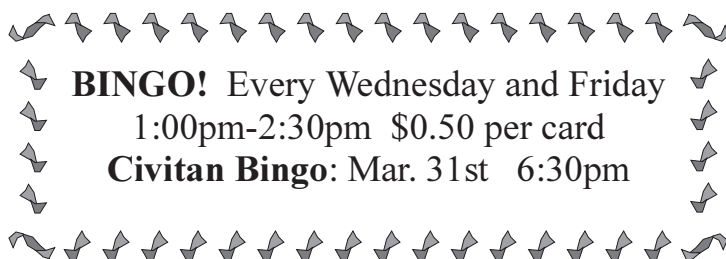 BINGO! Every Wednesday and Friday
1:00pm-2:30pm $0.50 per card
Civitan Bingo: Mar. 31st 6:30pm